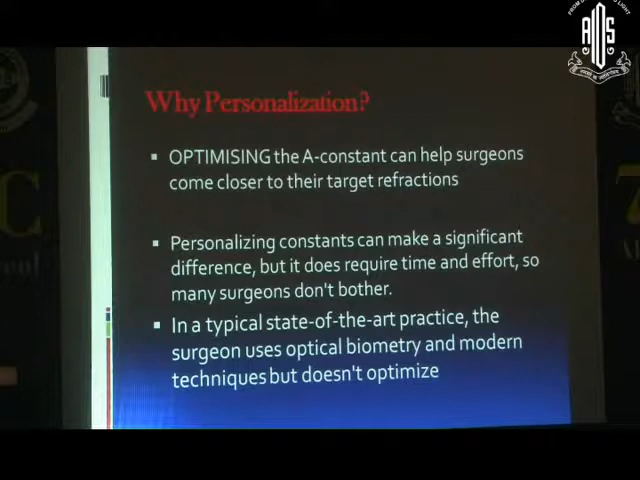 Why Personalization?
OPTIMISING the A-constant can help surgeons
come closer to their target refractions
Personalizing constants can make a significant
difference, but it does require time and effort, so
many surgeons don't bother.
In a typical state-of-the-art practice, the
surgeon uses optical biometry and modern
techniques but doesn't optimize